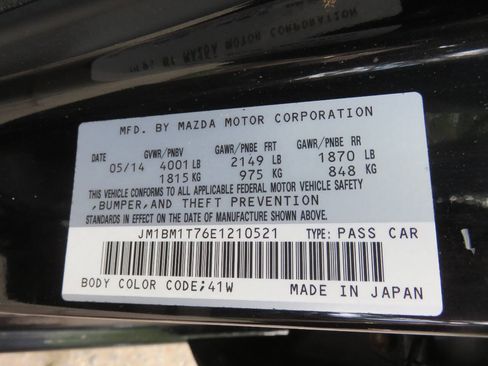 MFD. BY MAZDA MOTOR CORPORATION
DATE GVWR/PNBV GAWR/PNBE FRT GAWR/PNBE RR
05/14 4001 LB 2149 LB 1870 LB
1815 KG 975 KG 848 KG
THIS VEHICLE CONFORMS TO ALL APPLICABLE FEDERAL MOTOR VEHICLE SAFETY
,BUMPER,AND THEFT PREVENTION
STANDARDS IN EFFECT ON THE DATE OF MANUFACTURE SHOWN ABOVE.
JM1BM1T76E1210521 TYPE: PASS CAR
BODY COLOR CODE;41W MADE IN JAPAN